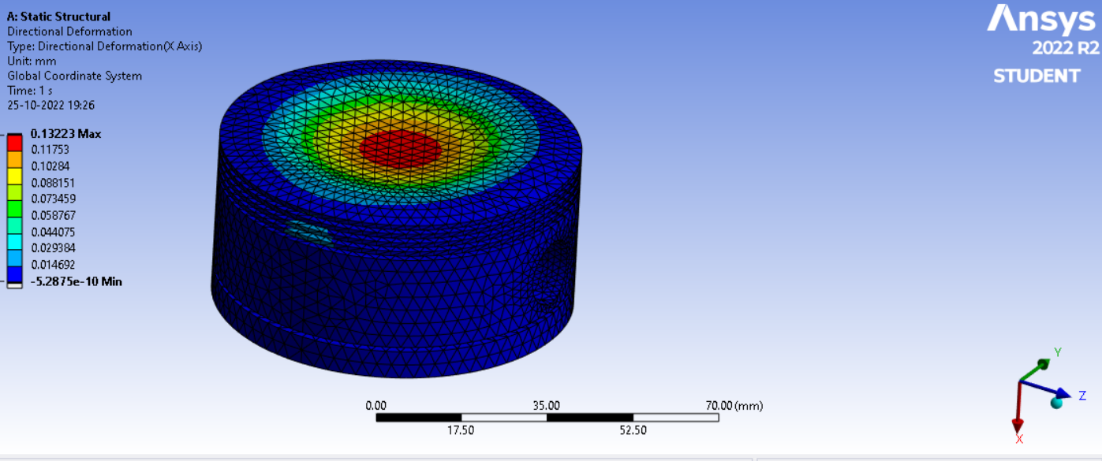 A: Static Structural
Directional Deformation
Type: Directional Deformation(X Axis)
Unit: mm
Global Coordinate System
Time: 1 s
25-10-2022 19:26
0.13223 Max
0.11753
0.10284
0.088151
0.073459
0.058767
0.044075
0.029384
0.014692
-5.2875e-10 Min
Ansys
2022 R2
STUDENT
0.00 35.00 70.00 (mm)
17.50 52.50
Y
Z
X